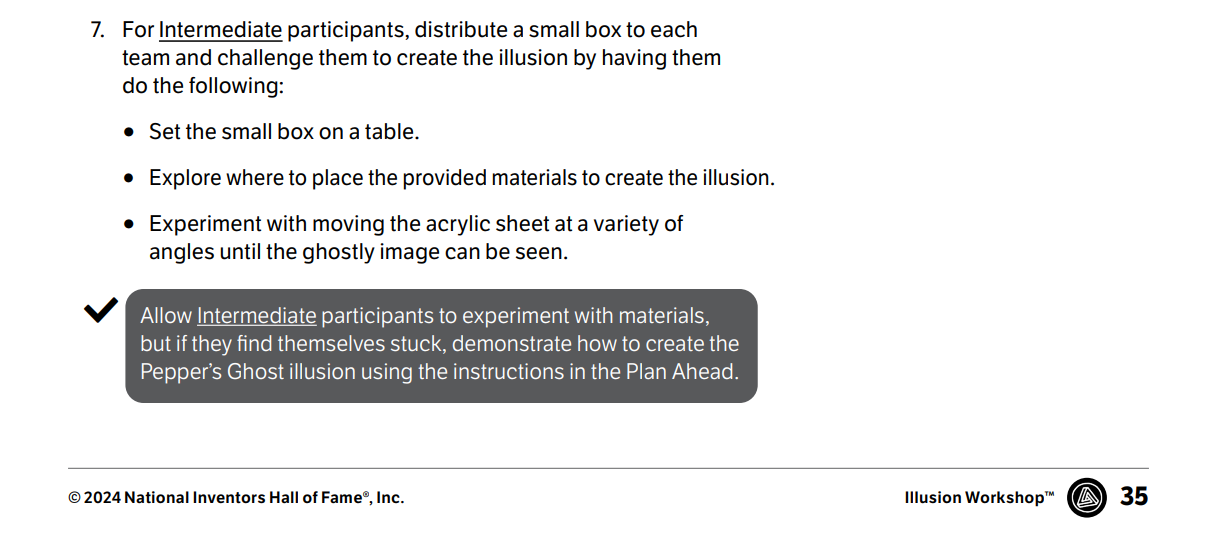 7. For Intermediate participants, distribute a small box to each
team and challenge them to create the illusion by having them
do the following:
• Set the small box on a table.
• Explore where to place the provided materials to create the illusion.
• Experiment with moving the acrylic sheet at a variety of
angles until the ghostly image can be seen.
Allow Intermediate participants to experiment with materials,
but if they find themselves stuck, demonstrate how to create the
Pepper’s Ghost illusion using the instructions in the Plan Ahead.
© 2024 National Inventors Hall of Fame®, Inc.
Illusion Workshop™ 35